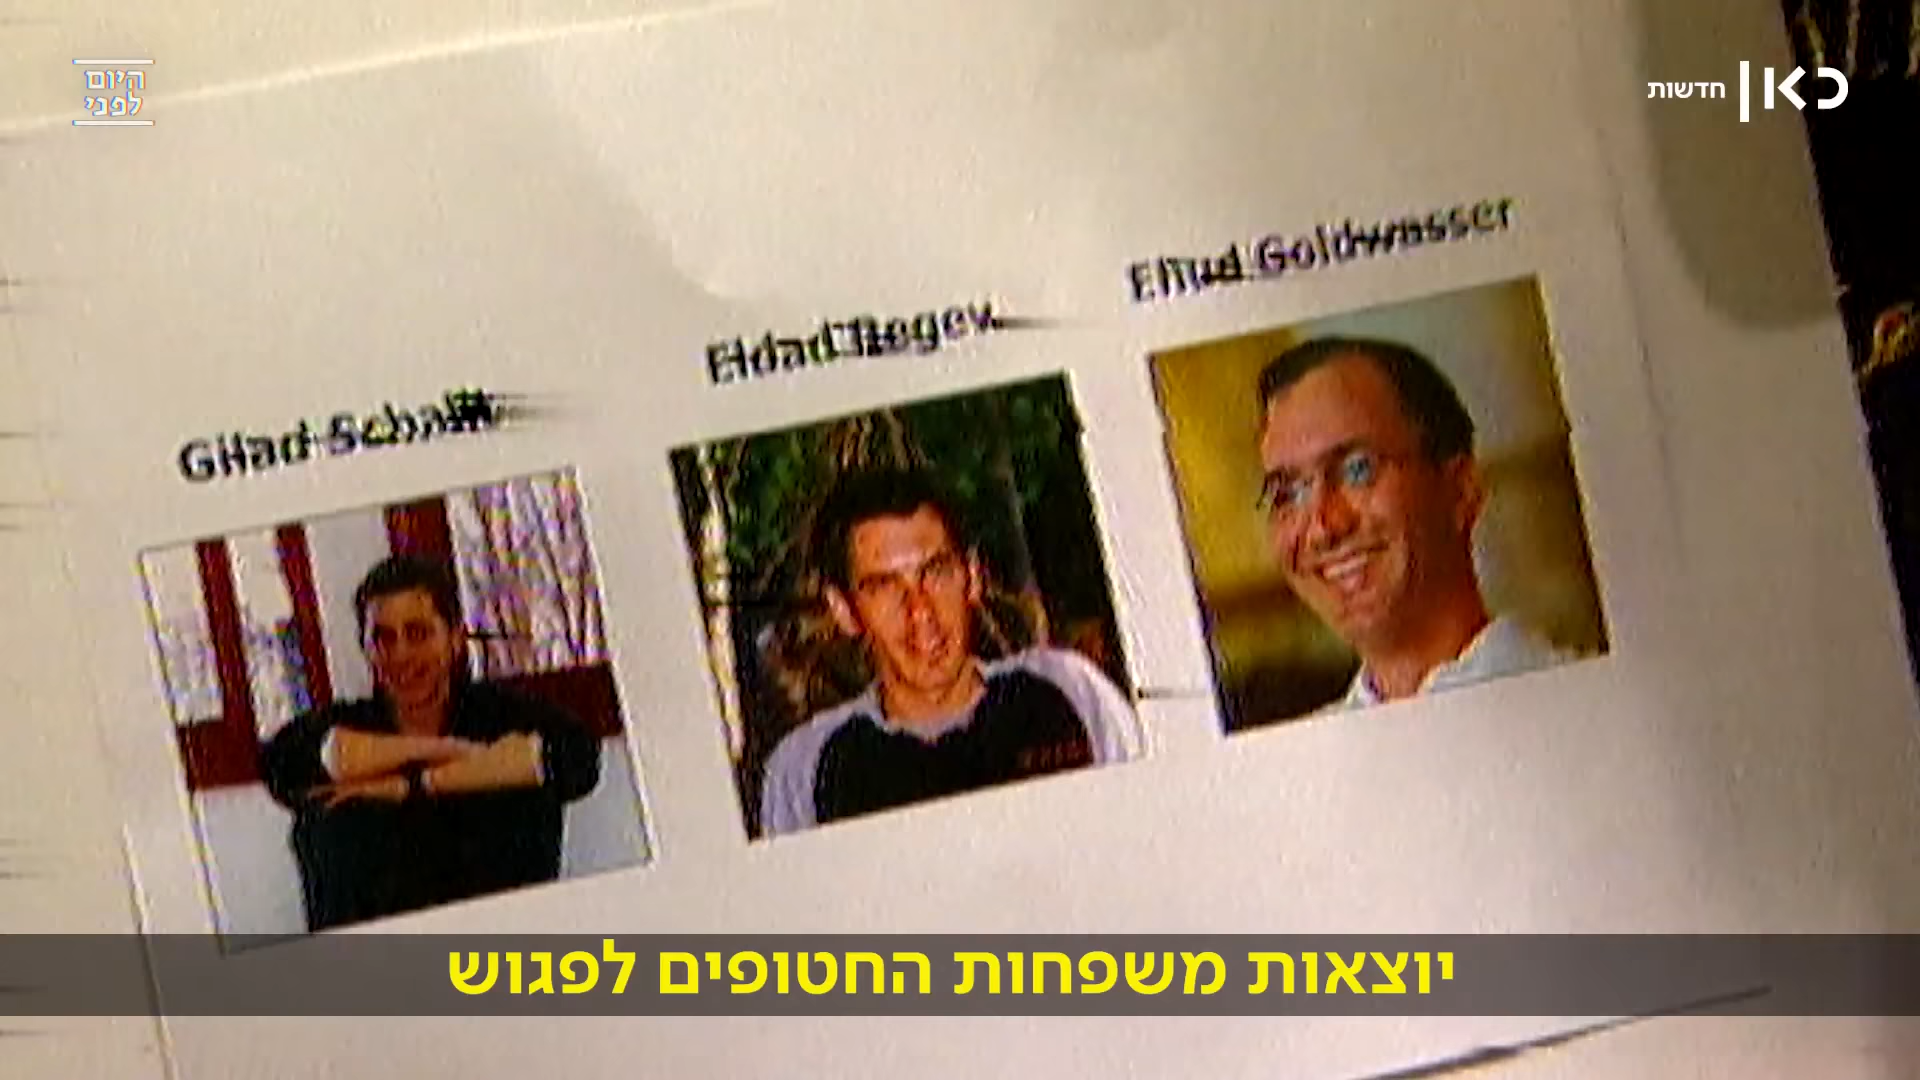 היום
לפני
כאן | חדשות
Gilad Schalit
Eldad Regev
Ehud Goldwasser
יוצאות משפחות החטופים לפגוש